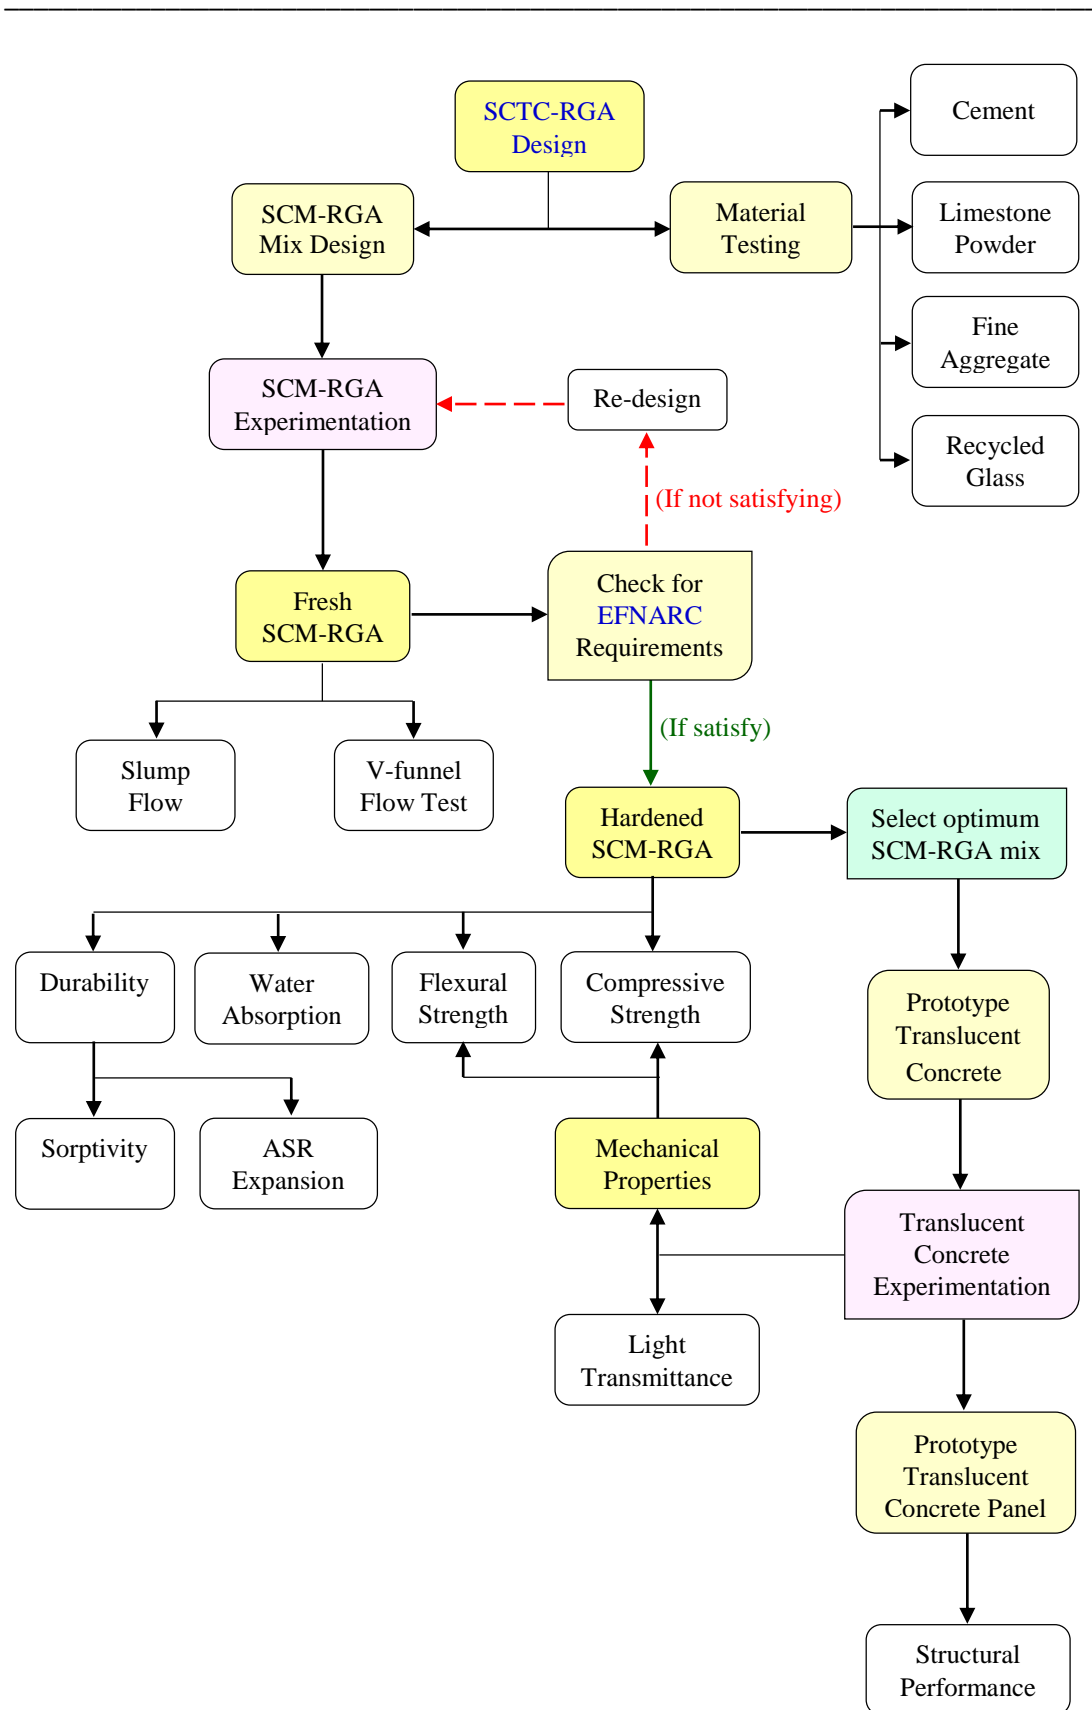 SCTC-RGA
Design
Cement
SCM-RGA
Mix Design
Material
Testing
Limestone
Powder
Fine
Aggregate
SCM-RGA
Experimentation
Re-design
Recycled
Glass
(If not satisfying)
Fresh
SCM-RGA
Check for
EFNARC
Requirements
(If satisfy)
Slump
Flow
V-funnel
Flow Test
Hardened
SCM-RGA
Select optimum
SCM-RGA mix
Durability
Water
Absorption
Flexural
Strength
Compressive
Strength
Prototype
Translucent
Concrete
Sorptivity
ASR
Expansion
Mechanical
Properties
Translucent
Concrete
Experimentation
Light
Transmittance
Prototype
Translucent
Concrete Panel
Structural
Performance